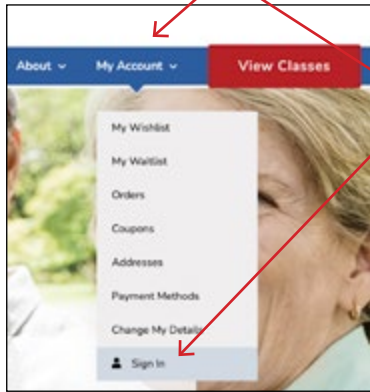 About My Account View Classes
My Wishlist
My Waitlist
Orders
Coupons
Addresses
Payment Methods
Change My Details
Sign In